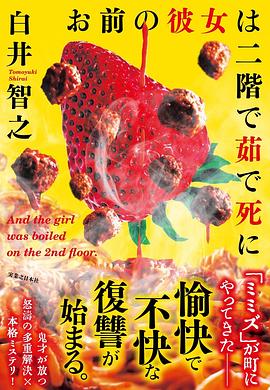 お前の彼女は二階で茹で死に
白井智之
Tomoyuki Shirai
And the girl
was boiled
on the 2nd floor.
実業之日本社
「ミミズ」が町に
やってきた――
愉快で
不快な
復讐が
始まる。
鬼才が放つ
怒濤の多重解決×
本格ミステリ！